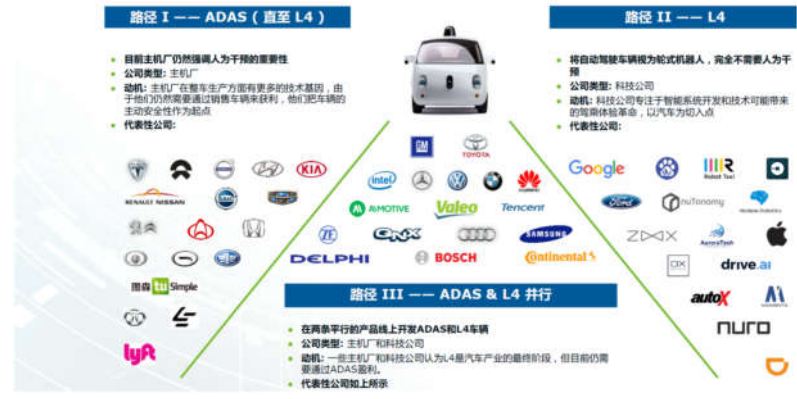 路径 I —— ADAS ( 直至 L4 )
目前主机厂仍然强调人为干预的重要性
公司类型: 主机厂
动机: 主机厂在整车生产方面有更多的技术基因，由
于他们仍然需要通过销售车辆来获利，他们把车辆的
主动安全性作为起点
代表性公司:
KIA
RENAULT NISSAN
图森 tu Simple
lyft
GM
TOYOTA
intel
HUAWEI
AIMOTIVE
Valeo
Tencent
ZF
QNX
SAMSUNG
DELPHI
BOSCH
Continental
路径 II —— L4
将自动驾驶车辆视为轮式机器人，完全不需要人为干
预
公司类型: 科技公司
动机: 科技公司专注于智能系统开发和技术可能带来
的驾乘体验革命，以汽车为切入点
代表性公司:
Google
Robot Taxi
Ford
nuTonomy
ZOOX
drive.ai
autoX
nuro
路径 III —— ADAS & L4 并行
在两条平行的产品线上开发ADAS和L4车辆
公司类型: 主机厂和科技公司
动机: 一些主机厂和科技公司认为L4是汽车产业的最终阶段，但目前仍需
要通过ADAS盈利。
代表性公司如上所示